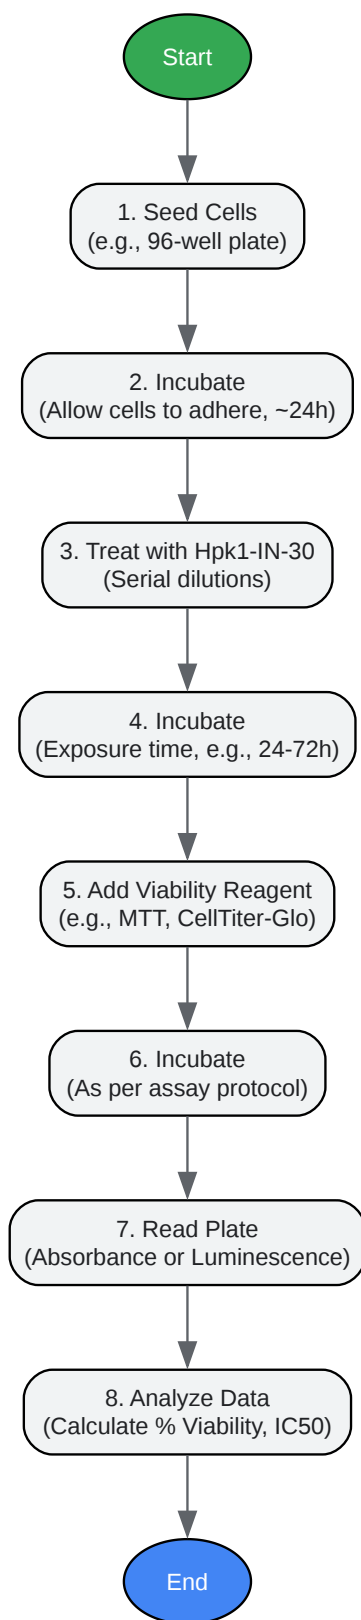 Start
1. Seed Cells
(e.g., 96-well plate)
2. Incubate
(Allow cells to adhere, ~24h)
3. Treat with Hpk1-IN-30
(Serial dilutions)
4. Incubate
(Exposure time, e.g., 24-72h)
5. Add Viability Reagent
(e.g., MTT, CellTiter-Glo)
6. Incubate
(As per assay protocol)
7. Read Plate
(Absorbance or Luminescence)
8. Analyze Data
(Calculate % Viability, IC50)
End